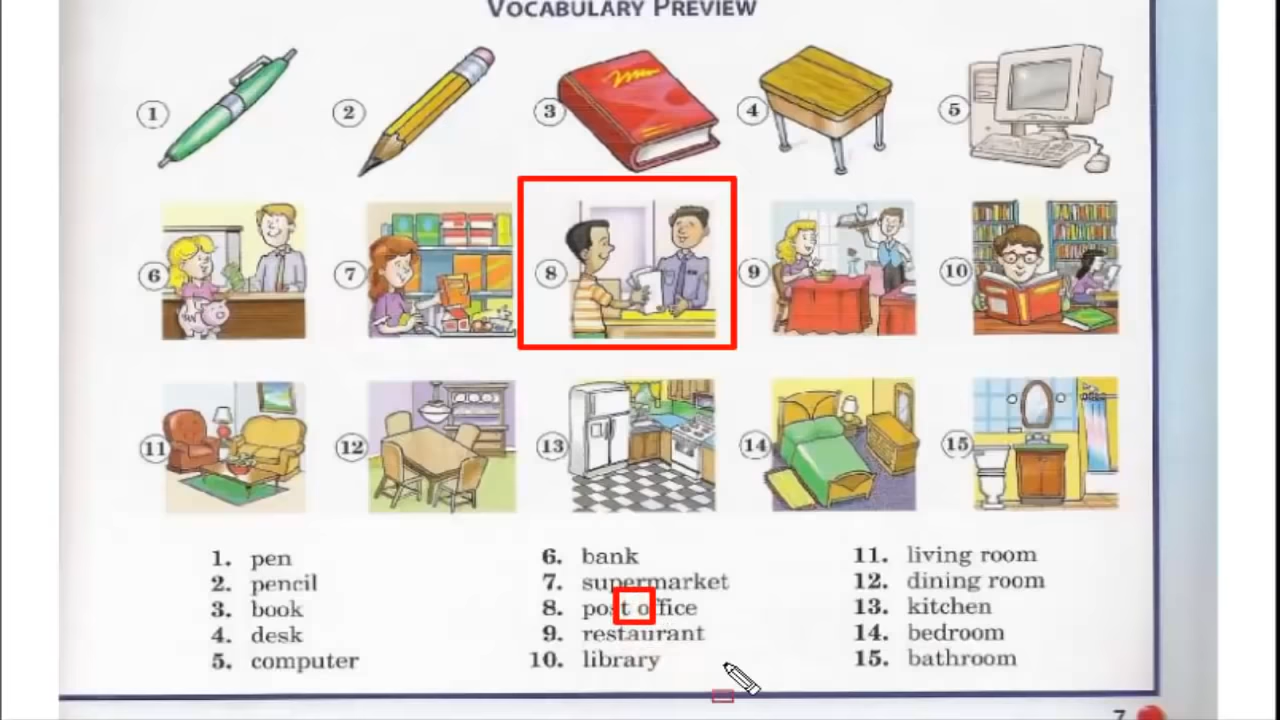 VOCABULARY PREVIEW
1 2 3 4 5
6 7 8 9 10
11 12 13 14 15
1. pen
2. pencil
3. book
4. desk
5. computer
6. bank
7. supermarket
8. post office
9. restaurant
10. library
11. living room
12. dining room
13. kitchen
14. bedroom
15. bathroom
7